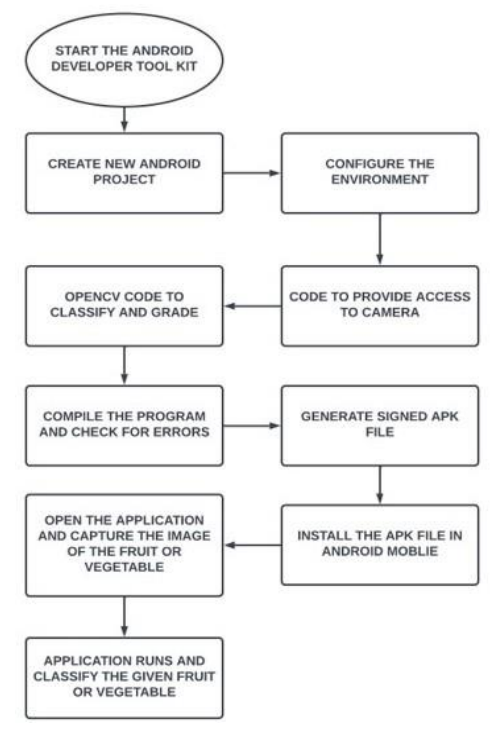 START THE ANDROID
DEVELOPER TOOL KIT
CREATE NEW ANDROID
PROJECT
CONFIGURE THE
ENVIRONMENT
CODE TO PROVIDE ACCESS
TO CAMERA
OPENCV CODE TO
CLASSIFY AND GRADE
COMPILE THE PROGRAM
AND CHECK FOR ERRORS
GENERATE SIGNED APK
FILE
INSTALL THE APK FILE IN
ANDROID MOBLIE
OPEN THE APPLICATION
AND CAPTURE THE IMAGE
OF THE FRUIT OR
VEGETABLE
APPLICATION RUNS AND
CLASSIFY THE GIVEN FRUIT
OR VEGETABLE